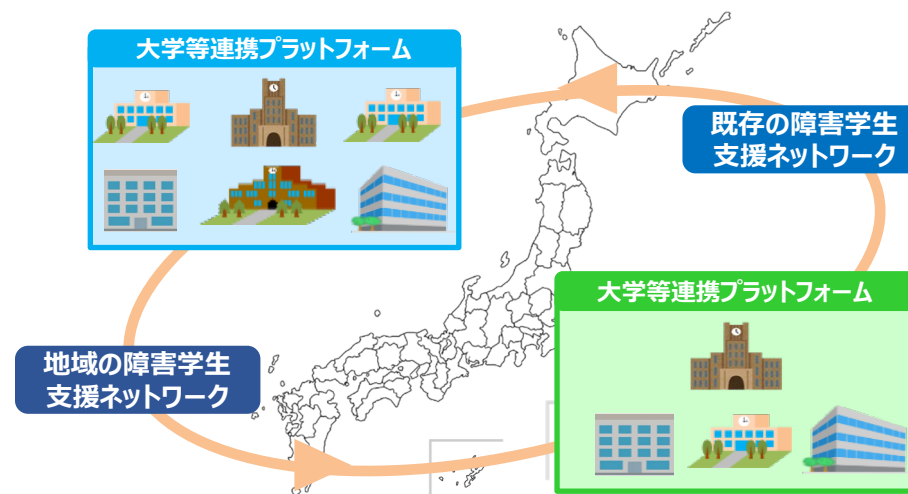 大学等連携プラットフォーム
既存の障害学生
支援ネットワーク
大学等連携プラットフォーム
地域の障害学生
支援ネットワーク